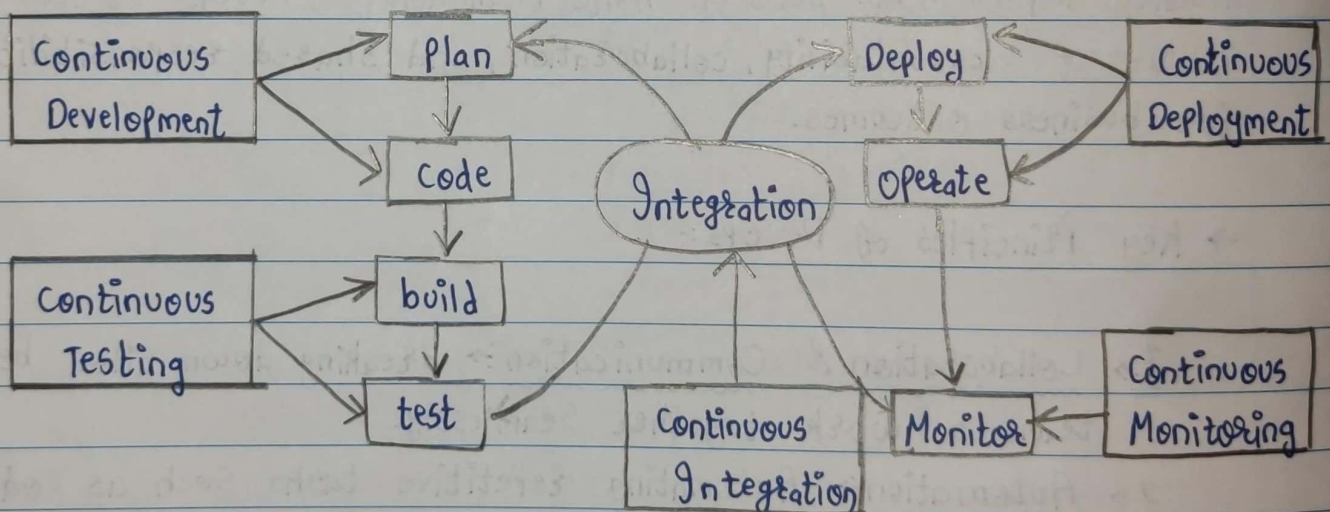 Continuous
Development
Plan
Code
Continuous
Testing
build
test
Integration
Continuous
Integration
Deploy
Operate
Monitor
Continuous
Deployment
Continuous
Monitoring